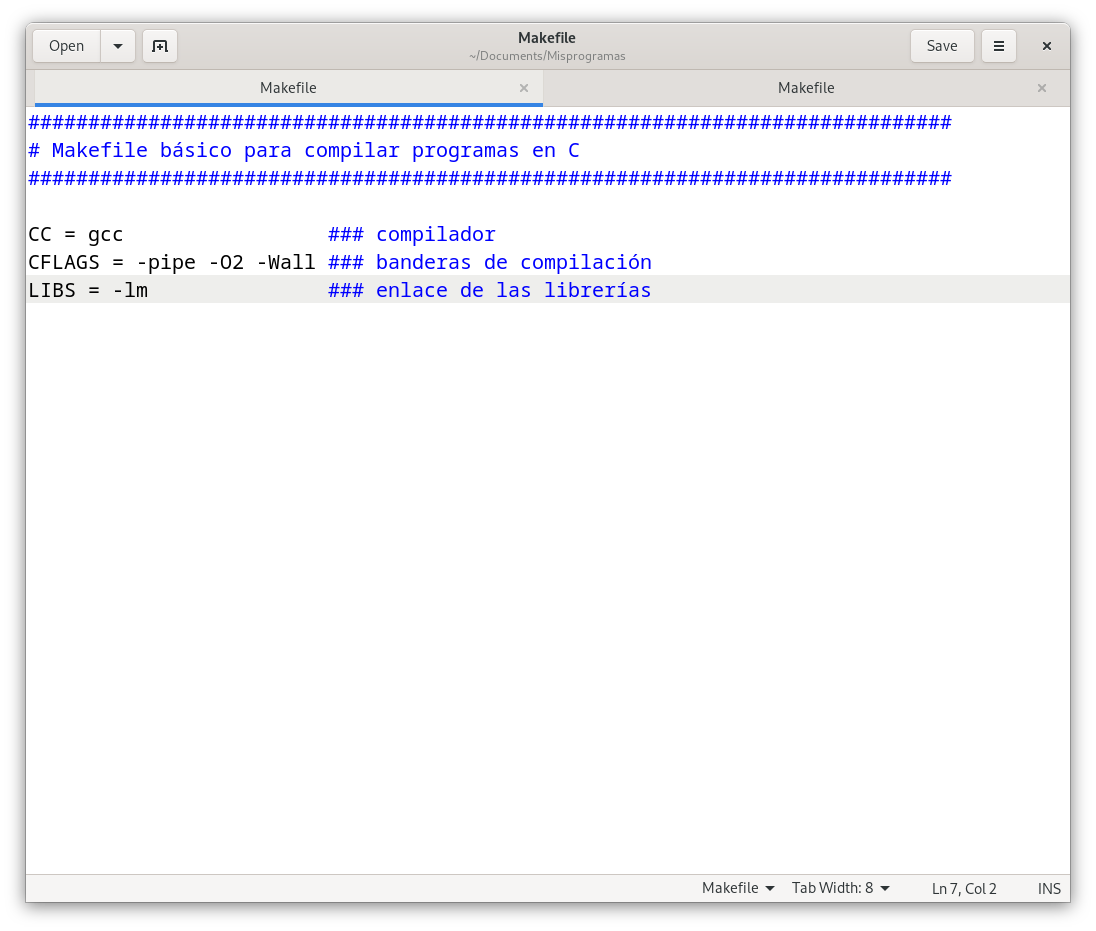 Open
Makefile
~/Documents/Misprogramas
Save
Makefile
Makefile
#############################################################################
# Makefile básico para compilar programas en C
#############################################################################
CC = gcc                 ### compilador
CFLAGS = -pipe -O2 -Wall ### banderas de compilación
LIBS = -lm               ### enlace de las librerías
Makefile Tab Width: 8 Ln 7, Col 2 INS